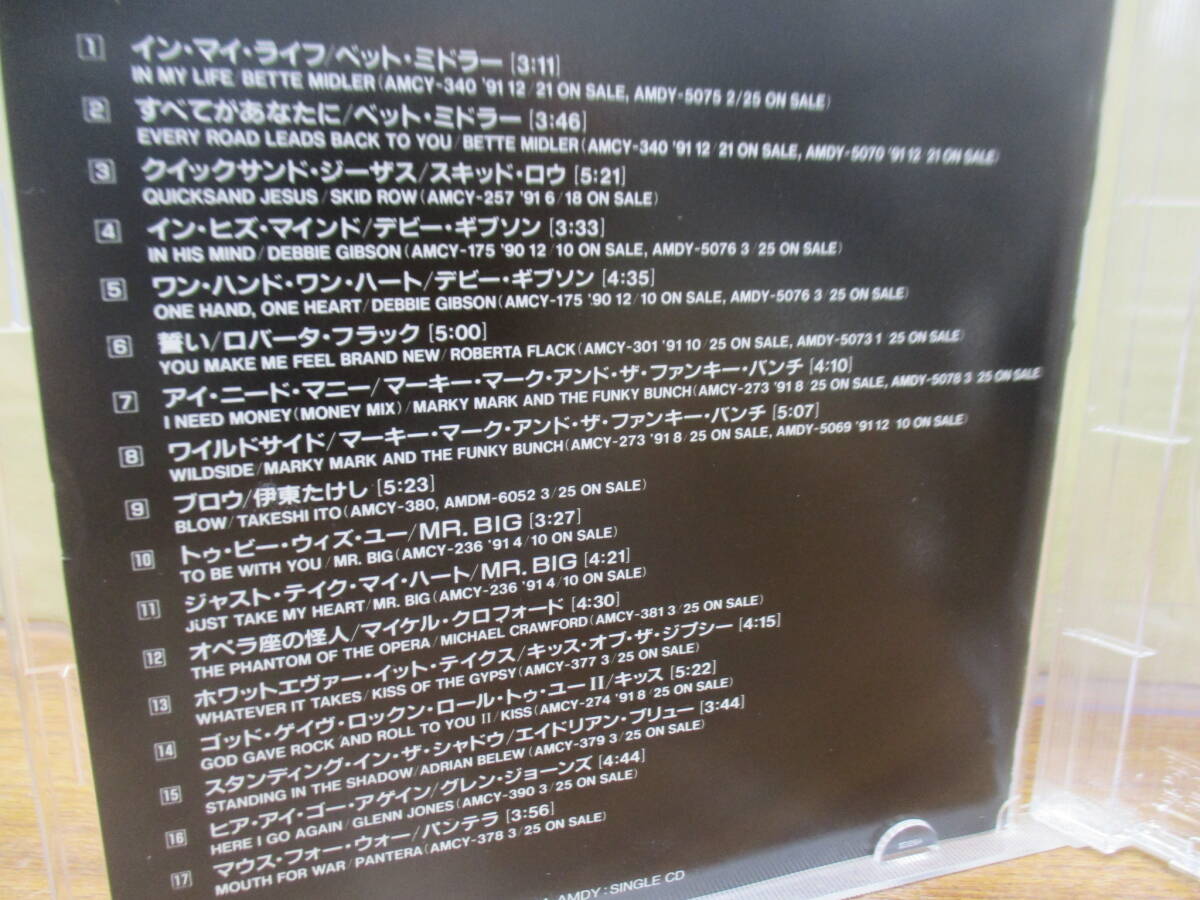 1 イン・マイ・ライフ/ベット・ミドラー [3:11]
IN MY LIFE/BETTE MIDLER(AMCY-340 '91 12/21 ON SALE, AMDY-5075 2/25 ON SALE)
2 すべてがあなたに/ベット・ミドラー [3:46]
EVERY ROAD LEADS BACK TO YOU/BETTE MIDLER(AMCY-340 '91 12/21 ON SALE, AMDY-5070 '91 12 21 ON SALE)
3 クイックサンド・ジーザス/スキッド・ロウ [5:21]
QUICKSAND JESUS/SKID ROW(AMCY-257 '91 6/18 ON SALE)
4 イン・ヒズ・マインド/デビー・ギブソン [3:33]
IN HIS MIND/DEBBIE GIBSON(AMCY-175 '90 12/10 ON SALE, AMDY-5076 3/25 ON SALE)
5 ワン・ハンド・ワン・ハート/デビー・ギブソン [4:35]
ONE HAND, ONE HEART/DEBBIE GIBSON(AMCY-175 '90 12/10 ON SALE, AMDY-5076 3/25 ON SALE)
6 誓い/ロバータ・フラック [5:00]
YOU MAKE ME FEEL BRAND NEW/ROBERTA FLACK(AMCY-301 '91 10/25 ON SALE, AMDY-5073 1/25 ON SALE)
7 アイ・ニード・マニー/マーキー・マーク・アンド・ザ・ファンキー・バンチ [4:10]
I NEED MONEY(MONEY MIX)/MARKY MARK AND THE FUNKY BUNCH(AMCY-273 '91 8/25 ON SALE, AMDY-5078 3/25 ON SALE
8 ワイルドサイド/マーキー・マーク・アンド・ザ・ファンキー・バンチ [5:07]
WILDSIDE/MARKY MARK AND THE FUNKY BUNCH(AMCY-273 '91 8/25 ON SALE, AMDY-5069 '91 12 10 ON SALE)
9 ブロウ/伊東たけし [5:23]
BLOW/TAKESHI ITO(AMCY-380, AMDM-6052 3/25 ON SALE)
10 トゥ・ビー・ウィズ・ユー/MR. BIG [3:27]
TO BE WITH YOU/MR. BIG(AMCY-236 '91 4/10 ON SALE)
11 ジャスト・テイク・マイ・ハート/MR. BIG [4:21]
JUST TAKE MY HEART/MR. BIG(AMCY-236 '91 4/10 ON SALE)
12 オペラ座の怪人/マイケル・クロフォード [4:30]
THE PHANTOM OF THE OPERA/MICHAEL CRAWFORD(AMCY-381 3/25 ON SALE)
13 ホワットエヴァー・イット・テイクス/キッス・オブ・ザ・ジプシー [4:15]
WHATEVER IT TAKES/KISS OF THE GYPSY(AMCY-377 3/25 ON SALE)
14 ゴッド・ゲイヴ・ロックン・ロール・トゥ・ユーII/キッス [5:22]
GOD GAVE ROCK AND ROLL TO YOU II/KISS(AMCY-274 '91 8/25 ON SALE)
15 スタンディング・イン・ザ・シャドウ/エイドリアン・ブリュー [3:44]
STANDING IN THE SHADOW/ADRIAN BELEW(AMCY-379 3/25 ON SALE)
16 ヒア・アイ・ゴー・アゲイン/グレン・ジョーンズ [4:44]
HERE I GO AGAIN/GLENN JONES(AMCY-390 3/25 ON SALE)
17 マウス・フォー・ウォー/パンテラ [3:56]
MOUTH FOR WAR/PANTERA(AMCY-378 3/25 ON SALE)
AMDY:SINGLE CD